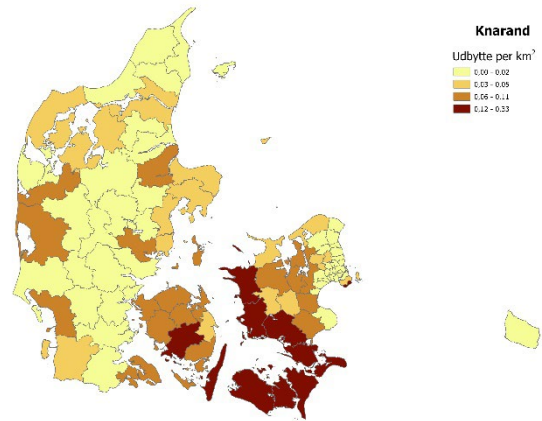 Knarand
Udbytte per km²
0,00 - 0,02
0,03 - 0,05
0,06 - 0,11
0,12 - 0,33